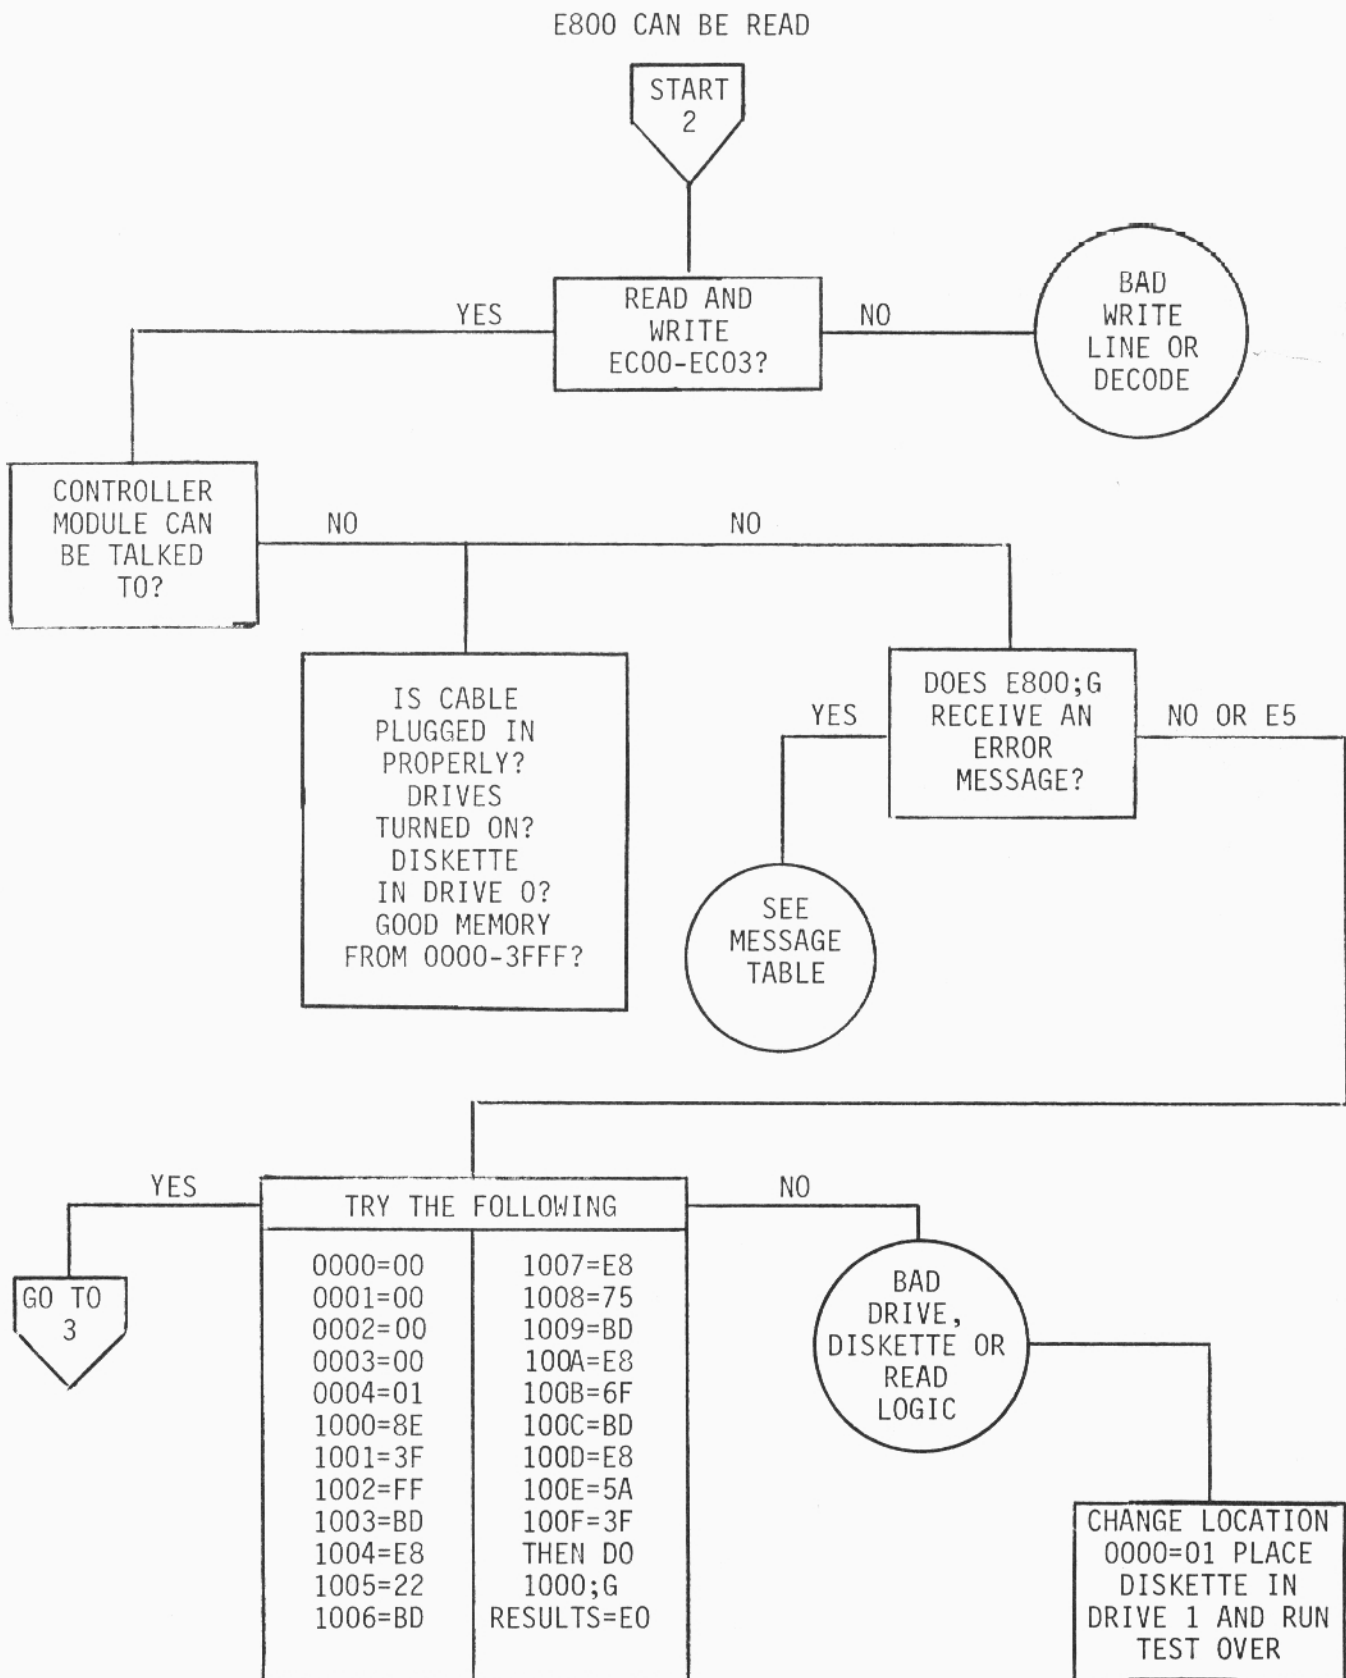 E800 CAN BE READ
START
2
READ AND
WRITE
EC00-EC03?
YES
NO
BAD
WRITE
LINE OR
DECODE
CONTROLLER
MODULE CAN
BE TALKED
TO?
NO
NO
IS CABLE
PLUGGED IN
PROPERLY?
DRIVES
TURNED ON?
DISKETTE
IN DRIVE 0?
GOOD MEMORY
FROM 0000-3FFF?
DOES E800;G
RECEIVE AN
ERROR
MESSAGE?
YES
NO OR E5
SEE
MESSAGE
TABLE
YES
NO
GO TO
3
TRY THE FOLLOWING
0000=00
0001=00
0002=00
0003=00
0004=01
1000=8E
1001=3F
1002=FF
1003=BD
1004=E8
1005=22
1006=BD
1007=E8
1008=75
1009=BD
100A=E8
100B=6F
100C=BD
100D=E8
100E=5A
100F=3F
THEN DO
1000;G
RESULTS=E0
BAD
DRIVE,
DISKETTE OR
READ
LOGIC
CHANGE LOCATION
0000=01 PLACE
DISKETTE IN
DRIVE 1 AND RUN
TEST OVER